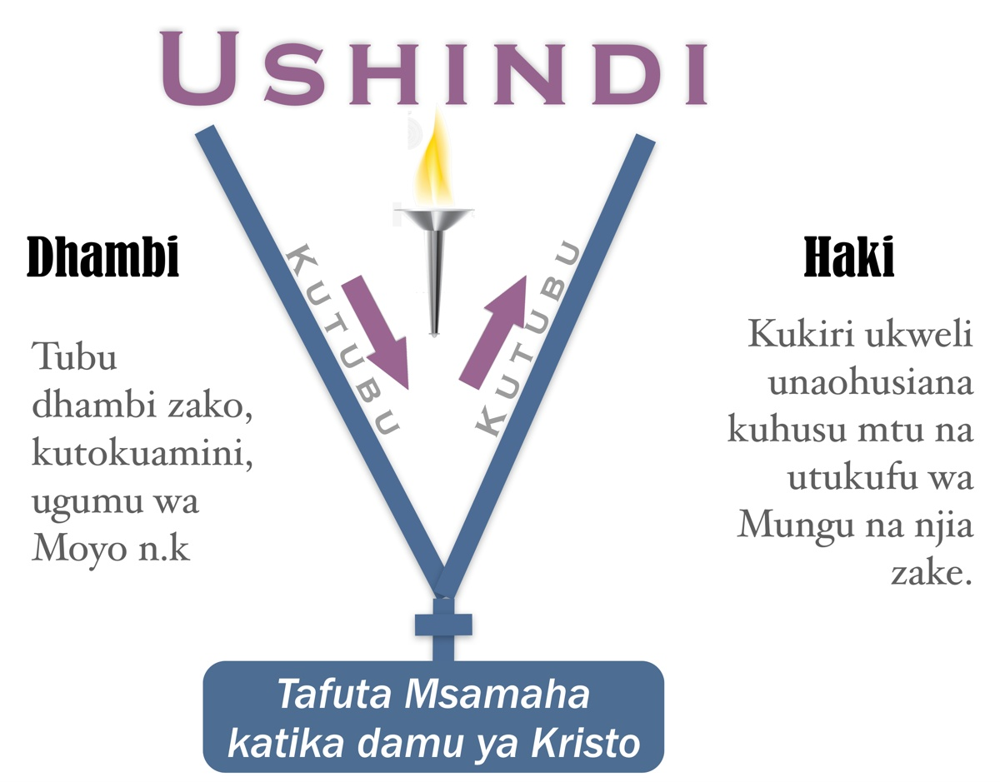 USHINDI
Dhambi
Tubu
dhambi zako,
kutokuamini,
ugumu wa
Moyo n.k
KUTUBU
KUTUBU
Haki
Kukiri ukweli
unaohusiana
kuhusu mtu na
utukufu wa
Mungu na njia
zake.
Tafuta Msamaha
katika damu ya Kristo